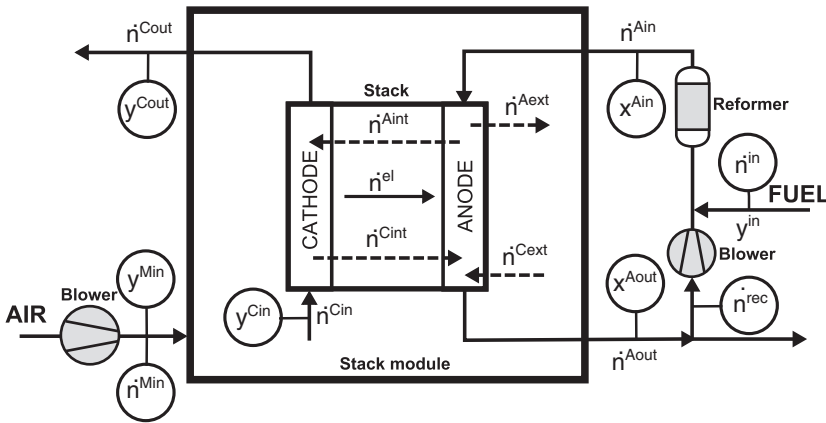 ṅCout
ṅAin
yCout
Stack
xAin
Reformer
ṅAext
ṅAint
ṅin
CATHODE
ṅel
ANODE
FUEL
yin
ṅCint
Blower
ṅCext
yMin
xAout
Blower
AIR
yCin
ṅCin
ṅrec
Stack module
ṅAout
ṅMin